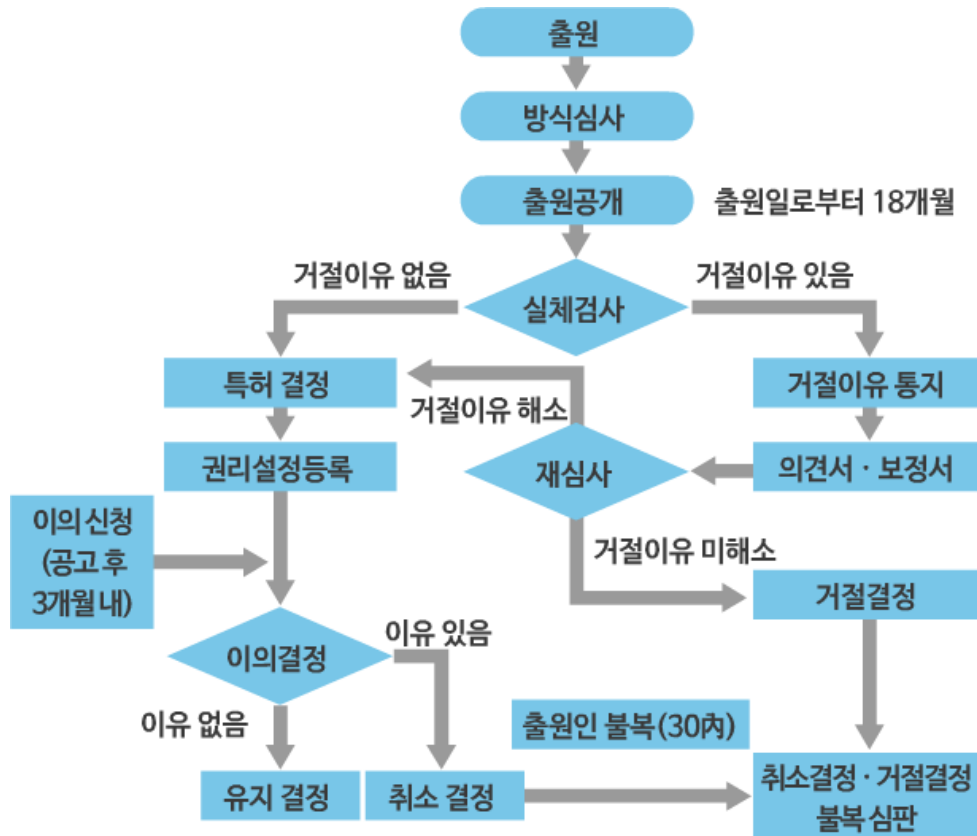 출원
방식심사
출원공개
출원일로부터 18개월
거절이유 없음
거절이유 있음
실체검사
특허 결정
거절이유 통지
거절이유 해소
권리설정등록
재심사
의견서 · 보정서
이의 신청
(공고 후
3개월 내)
거절이유 미해소
거절결정
이유 있음
이의결정
이유 없음
출원인 불복(30內)
유지 결정
취소 결정
취소결정 · 거절결정
불복 심판